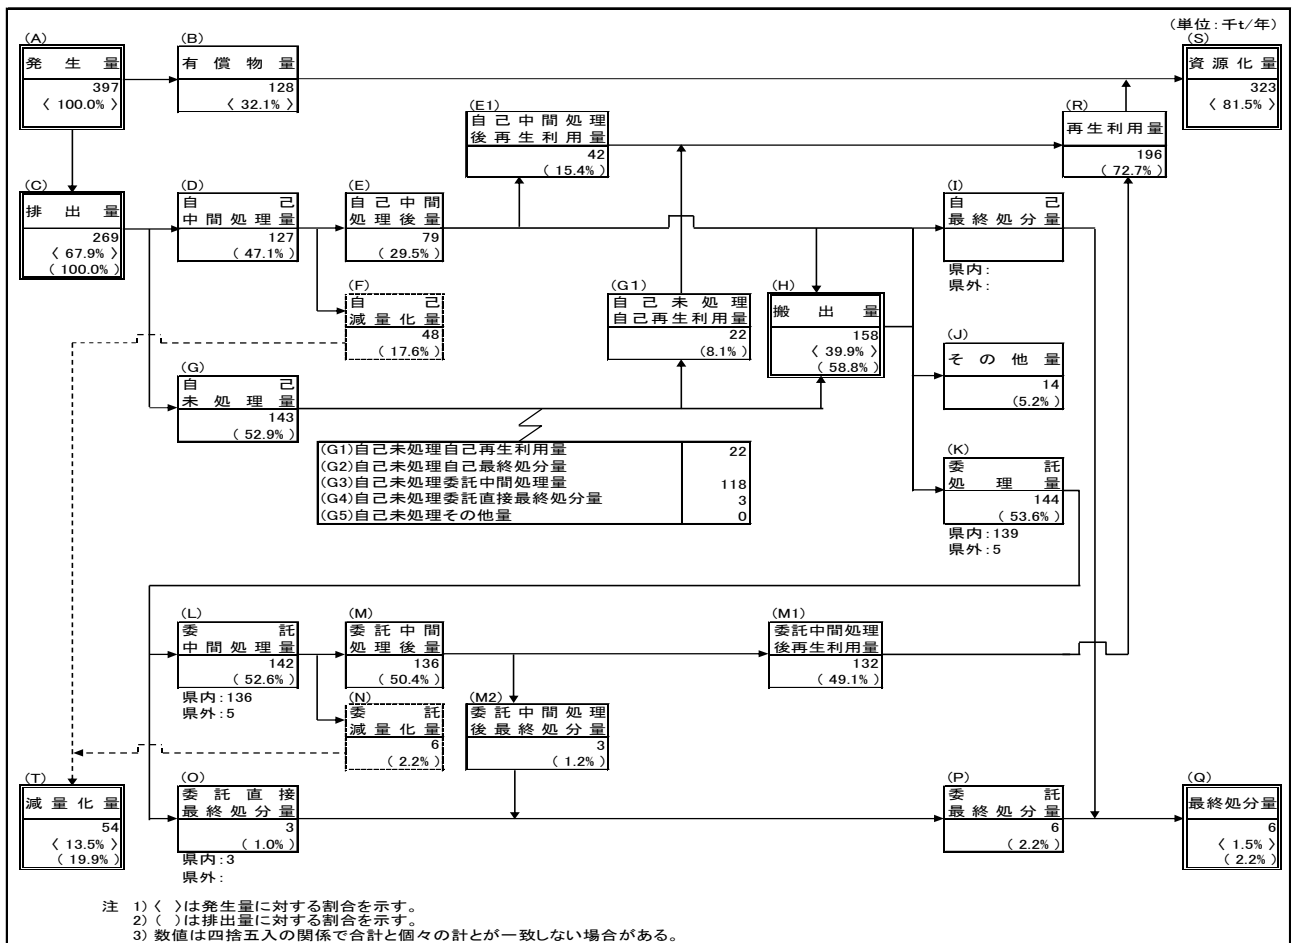 (単位:千t/年)
(A)
発生量
397
〈 100.0% 〉
(B)
有償物量
128
〈 32.1% 〉
(S)
資源化量
323
〈 81.5% 〉
(E1)
自己中間処理
後再生利用量
42
( 15.4% )
(R)
再生利用量
196
( 72.7% )
(C)
排出量
269
〈 67.9% 〉
( 100.0% )
(D)
自己
中間処理量
127
( 47.1% )
(E)
自己中間
処理後量
79
( 29.5% )
(I)
自己
最終処分量
県内:
県外:
(F)
自己
減量化量
48
( 17.6% )
(G1)
自己未処理
自己再生利用量
22
(8.1% )
(H)
搬出量
158
〈 39.9% 〉
( 58.8% )
(J)
その他量
14
(5.2% )
(G)
自己
未処理量
143
( 52.9% )
(G1)自己未処理自己再生利用量 22
(G2)自己未処理自己最終処分量
(G3)自己未処理委託中間処理量 118
(G4)自己未処理委託直接最終処分量 3
(G5)自己未処理その他量 0
(K)
委託
処理量
144
( 53.6% )
県内:139
県外:5
(L)
委託
中間処理量
142
( 52.6% )
県内:136
県外:5
(M)
委託中間
処理後量
136
( 50.4% )
(M1)
委託中間処理
後再生利用量
132
( 49.1% )
(N)
委託
減量化量
6
( 2.2% )
(M2)
委託中間処理
後最終処分量
3
( 1.2% )
(T)
減量化量
54
〈 13.5% 〉
( 19.9% )
(O)
委託直接
最終処分量
3
( 1.0% )
県内:3
県外:
(P)
委託
最終処分量
6
( 2.2% )
(Q)
最終処分量
6
〈 1.5% 〉
( 2.2% )
注 1)〈 〉は発生量に対する割合を示す。
2)( )は排出量に対する割合を示す。
3) 数値は四捨五入の関係で合計と個々の計とが一致しない場合がある。